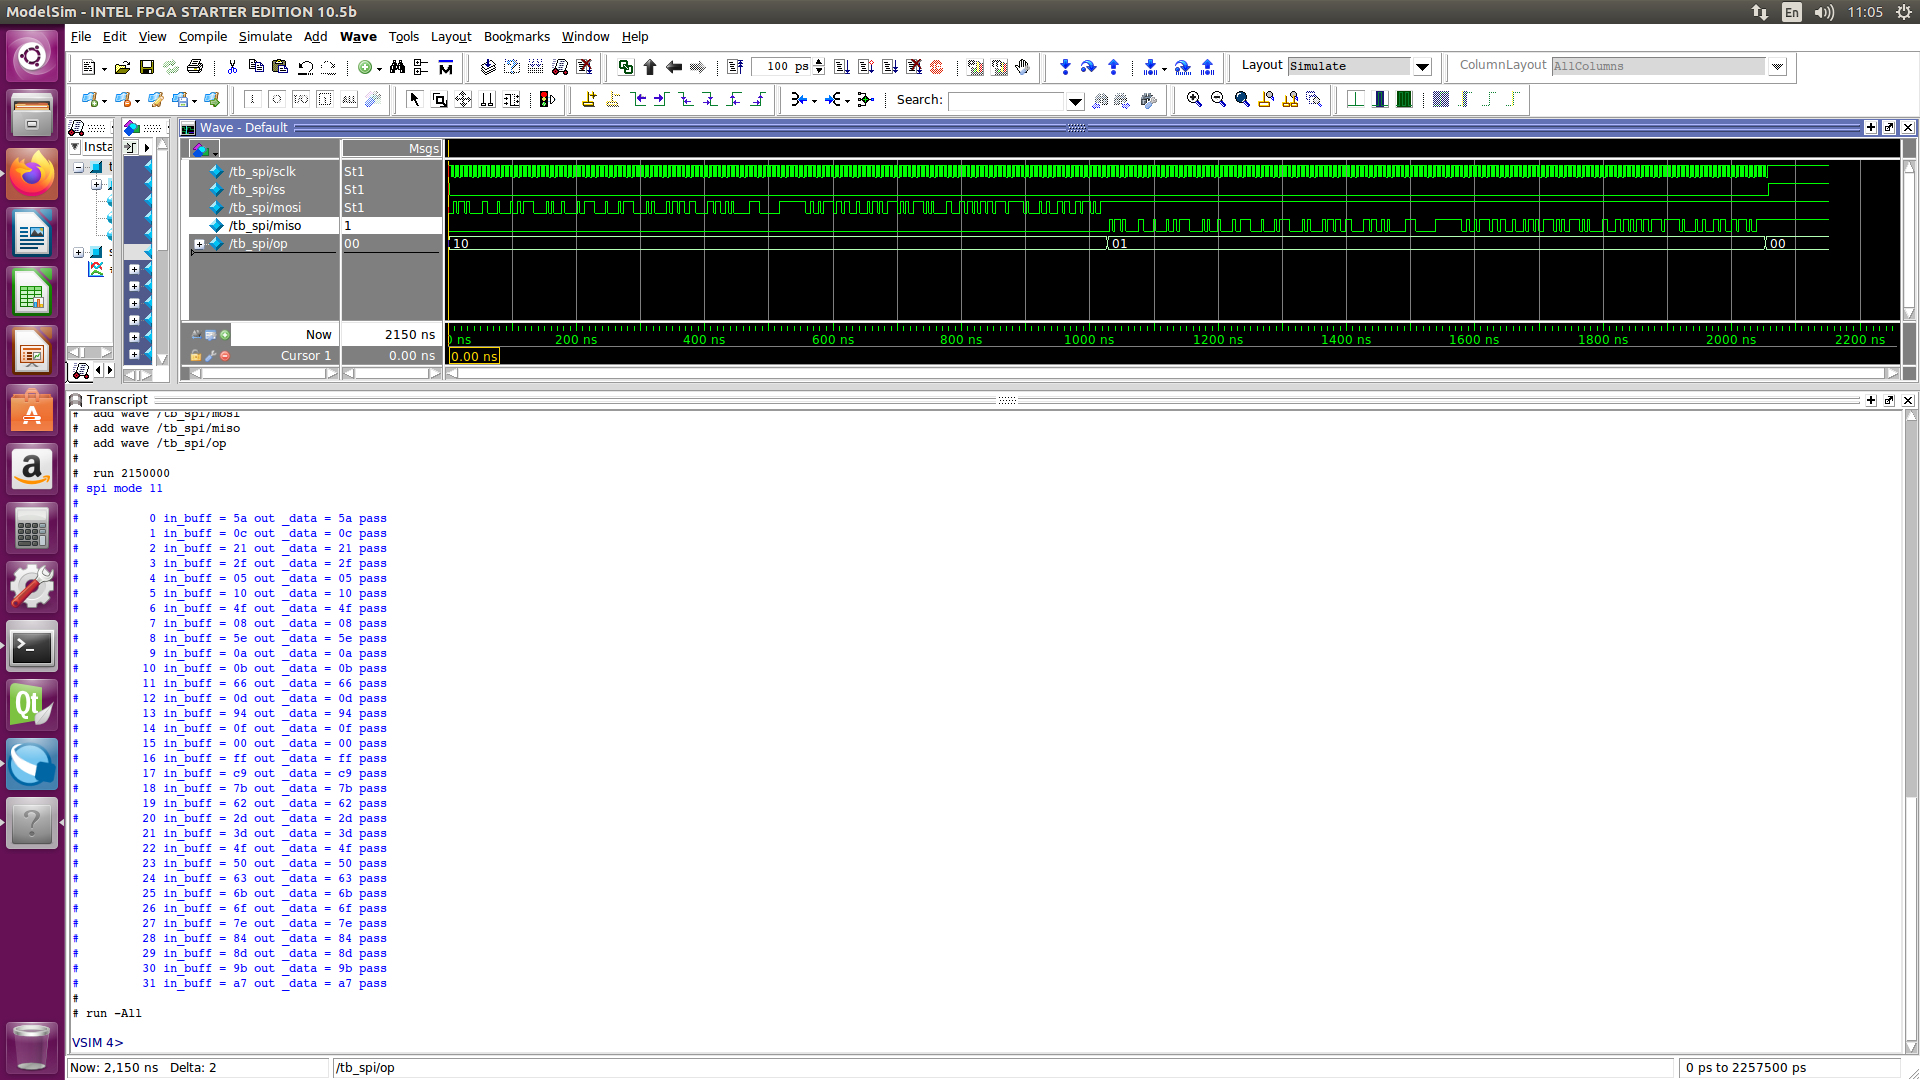 ModelSim - INTEL FPGA STARTER EDITION 10.5b
En 11:05
File Edit View Compile Simulate Add Wave Tools Layout Bookmarks Window Help
100 ps
Layout Simulate
ColumnLayout AllColumns
Search:
Wave - Default
Insta
Msgs
/tb_spi/sclk St1
/tb_spi/ss St1
/tb_spi/mosi St1
/tb_spi/miso 1
/tb_spi/op 00
10 01 00
Now 2150 ns
ns 200 ns 400 ns 600 ns 800 ns 1000 ns 1200 ns 1400 ns 1600 ns 1800 ns 2000 ns 2200 ns
Cursor 1 0.00 ns
0.00 ns
Transcript
# add wave /tb_spi/mosi
# add wave /tb_spi/miso
# add wave /tb_spi/op
#
# run 2150000
# spi mode 11
#
# 0 in_buff = 5a out _data = 5a pass
# 1 in_buff = 0c out _data = 0c pass
# 2 in_buff = 21 out _data = 21 pass
# 3 in_buff = 2f out _data = 2f pass
# 4 in_buff = 05 out _data = 05 pass
# 5 in_buff = 10 out _data = 10 pass
# 6 in_buff = 4f out _data = 4f pass
# 7 in_buff = 08 out _data = 08 pass
# 8 in_buff = 5e out _data = 5e pass
# 9 in_buff = 0a out _data = 0a pass
# 10 in_buff = 0b out _data = 0b pass
# 11 in_buff = 66 out _data = 66 pass
# 12 in_buff = 0d out _data = 0d pass
# 13 in_buff = 94 out _data = 94 pass
# 14 in_buff = 0f out _data = 0f pass
# 15 in_buff = 00 out _data = 00 pass
# 16 in_buff = ff out _data = ff pass
# 17 in_buff = c9 out _data = c9 pass
# 18 in_buff = 7b out _data = 7b pass
# 19 in_buff = 62 out _data = 62 pass
# 20 in_buff = 2d out _data = 2d pass
# 21 in_buff = 3d out _data = 3d pass
# 22 in_buff = 4f out _data = 4f pass
# 23 in_buff = 50 out _data = 50 pass
# 24 in_buff = 63 out _data = 63 pass
# 25 in_buff = 6b out _data = 6b pass
# 26 in_buff = 6f out _data = 6f pass
# 27 in_buff = 7e out _data = 7e pass
# 28 in_buff = 84 out _data = 84 pass
# 29 in_buff = 8d out _data = 8d pass
# 30 in_buff = 9b out _data = 9b pass
# 31 in_buff = a7 out _data = a7 pass
#
# run -All
VSIM 4>
Now: 2,150 ns Delta: 2
/tb_spi/op
0 ps to 2257500 ps